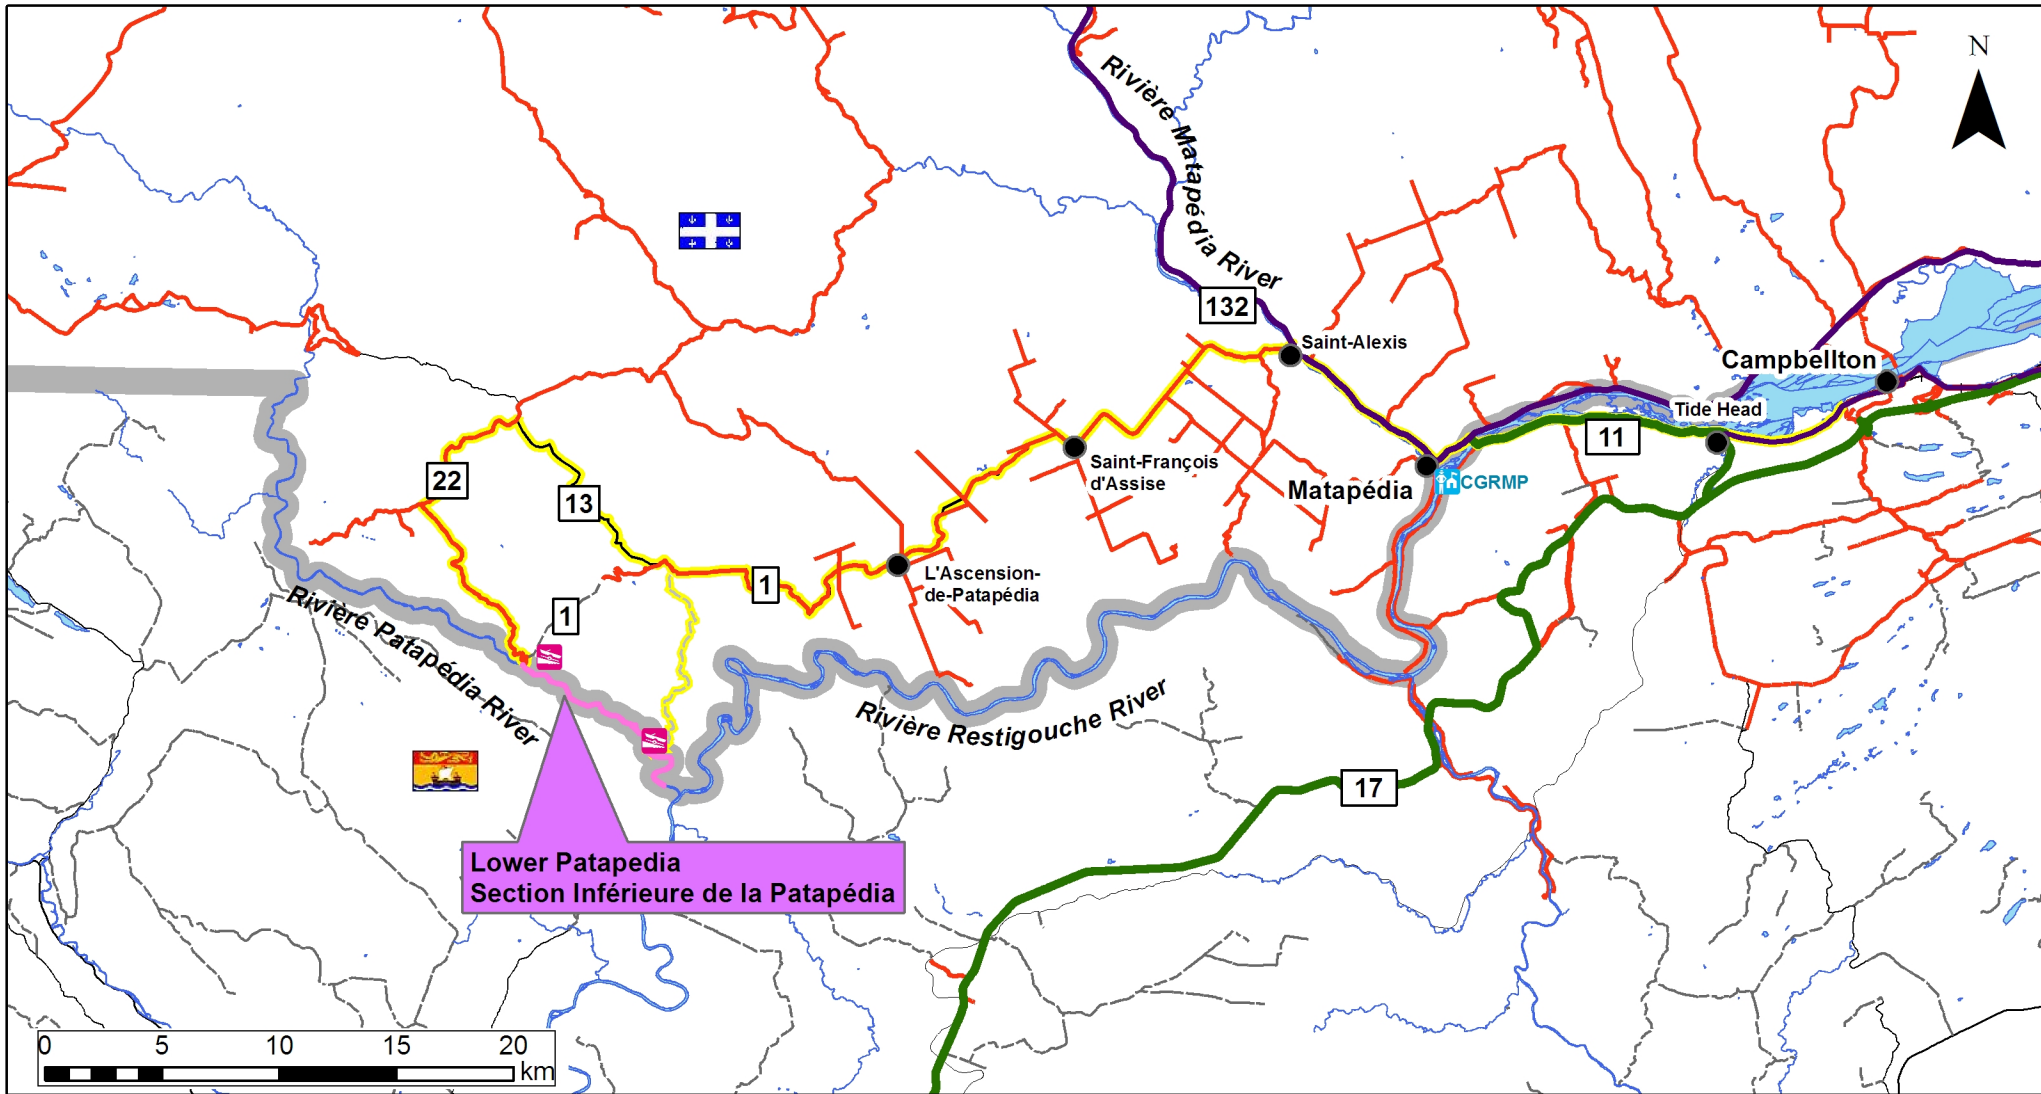 N
Rivière Matapédia River
132
Saint-Alexis
Campbellton
Tide Head
11
Saint-François
d'Assise
Matapédia
CGRMP
22
13
L'Ascension-
de-Patapédia
1
1
Rivière Patapédia River
Rivière Restigouche River
17
Lower Patapedia
Section Inférieure de la Patapédia
0 5 10 15 20
km